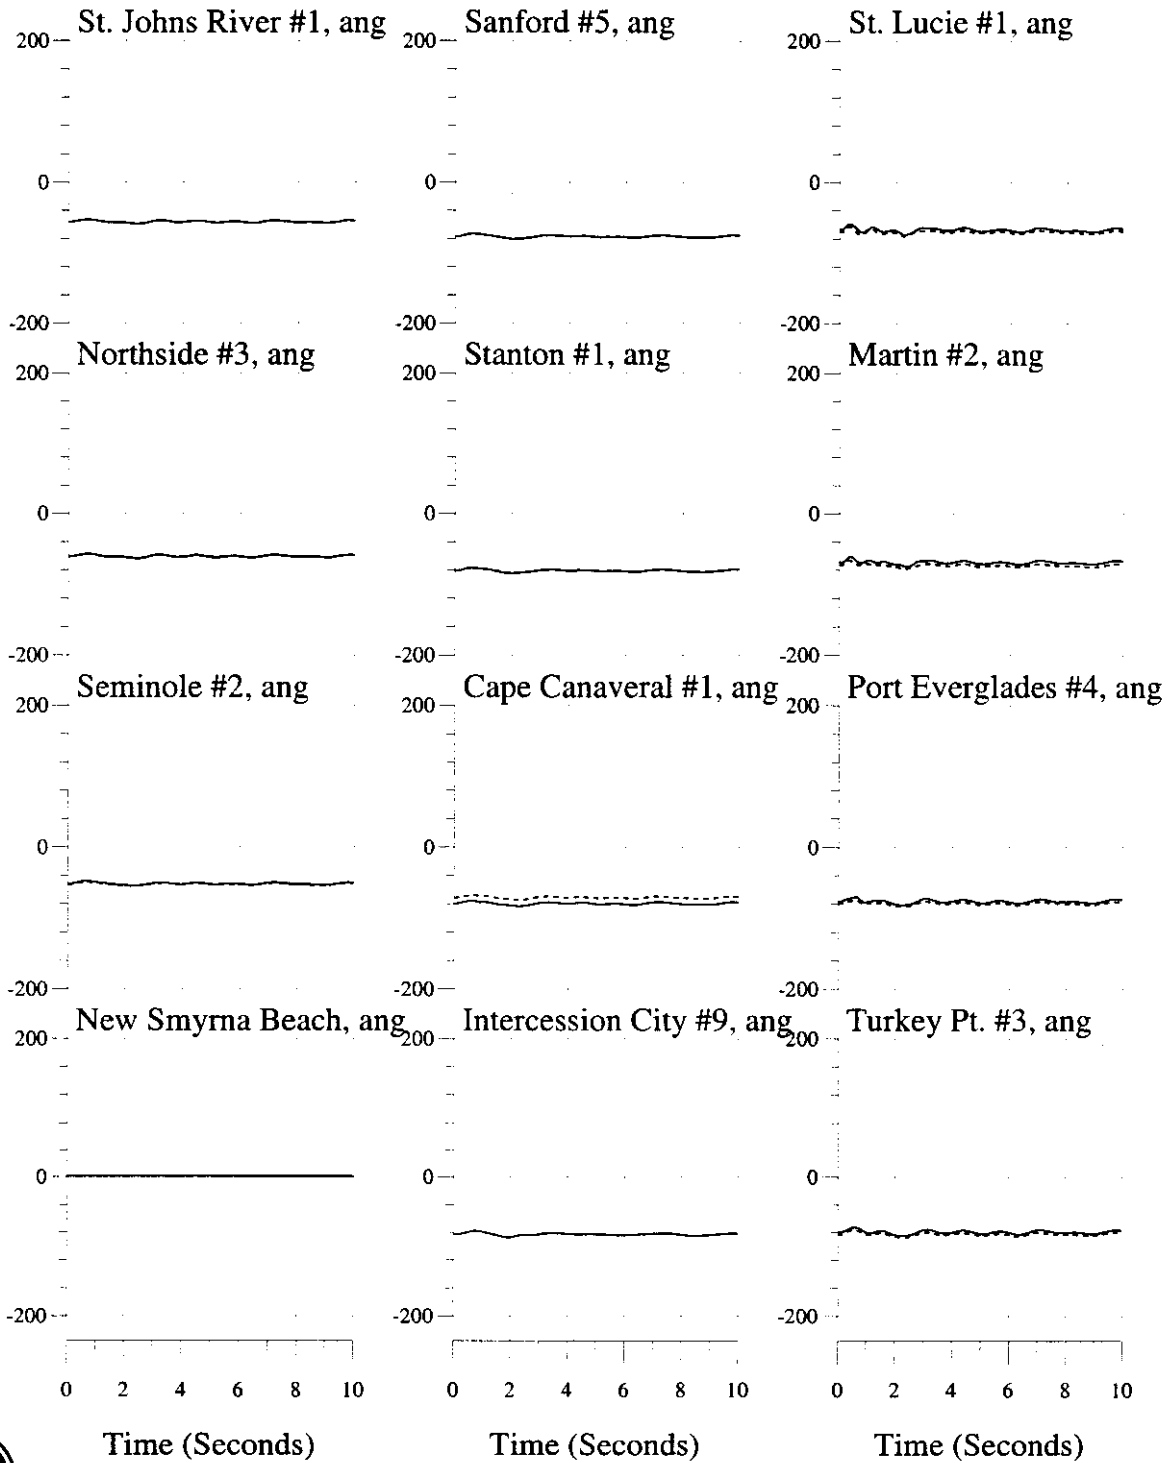 St. Johns River #1, ang
200
0
-200
Sanford #5, ang
200
0
-200
St. Lucie #1, ang
200
0
-200
Northside #3, ang
200
0
-200
Stanton #1, ang
200
0
-200
Martin #2, ang
200
0
-200
Seminole #2, ang
200
0
-200
Cape Canaveral #1, ang
200
0
-200
Port Everglades #4, ang
200
0
-200
New Smyrna Beach, ang
200
0
-200
0 2 4 6 8 10
Time (Seconds)
Intercession City #9, ang
200
0
-200
0 2 4 6 8 10
Time (Seconds)
Turkey Pt. #3, ang
200
0
-200
0 2 4 6 8 10
Time (Seconds)